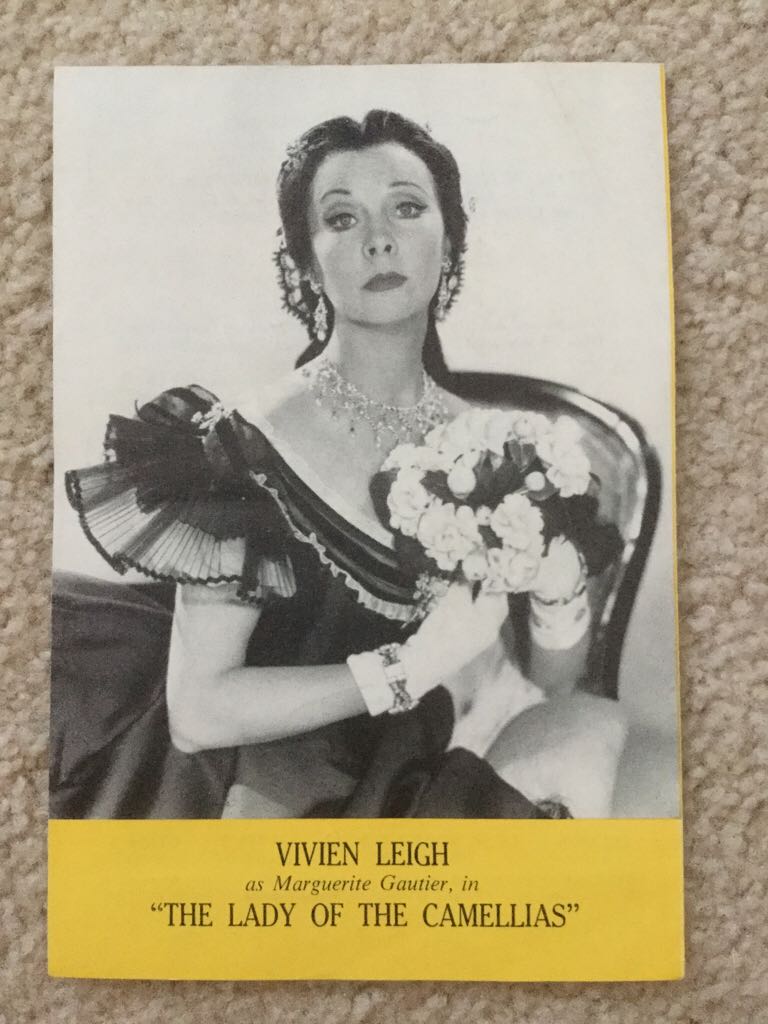 VIVIEN LEIGH
as Marguerite Gautier, in
“THE LADY OF THE CAMELLIAS”